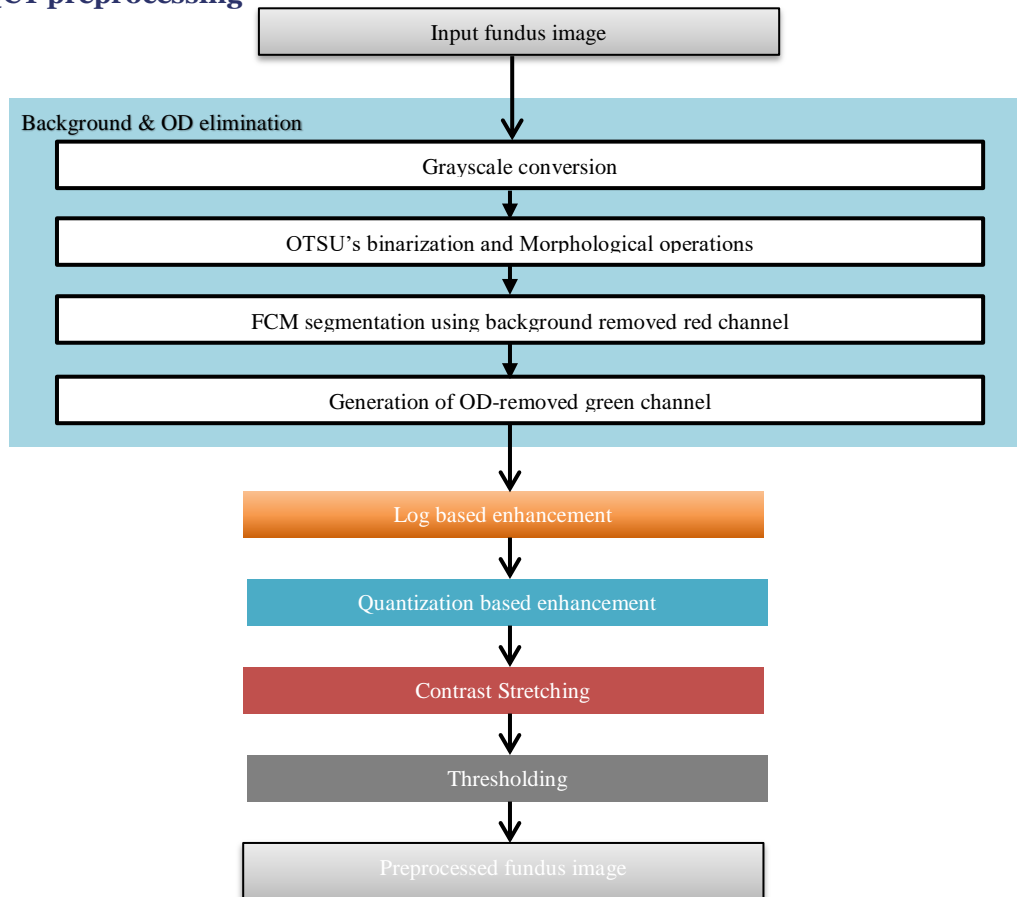 preprocessing
Input fundus image
Background & OD elimination
Grayscale conversion
OTSU's binarization and Morphological operations
FCM segmentation using background removed red channel
Generation of OD-removed green channel
Log based enhancement
Quantization based enhancement
Contrast Stretching
Thresholding
Preprocessed fundus image